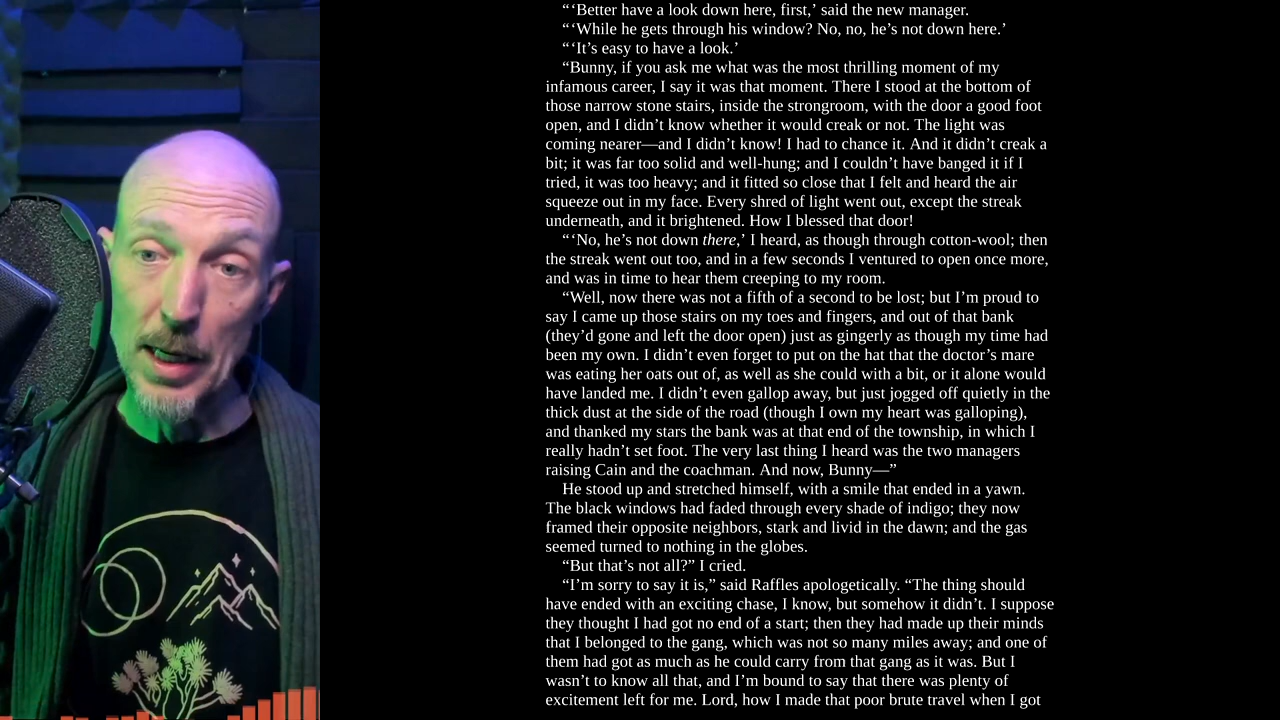 “‘Better have a look down here, first,’ said the new manager.
“‘While he gets through his window? No, no, he’s not down here.’
“‘It’s easy to have a look.’
“Bunny, if you ask me what was the most thrilling moment of my
infamous career, I say it was that moment. There I stood at the bottom of
those narrow stone stairs, inside the strongroom, with the door a good foot
open, and I didn’t know whether it would creak or not. The light was
coming nearer—and I didn’t know! I had to chance it. And it didn’t creak a
bit; it was far too solid and well-hung; and I couldn’t have banged it if I
tried, it was too heavy; and it fitted so close that I felt and heard the air
squeeze out in my face. Every shred of light went out, except the streak
underneath, and it brightened. How I blessed that door!
“‘No, he’s not down there,’ I heard, as though through cotton-wool; then
the streak went out too, and in a few seconds I ventured to open once more,
and was in time to hear them creeping to my room.
“Well, now there was not a fifth of a second to be lost; but I’m proud to
say I came up those stairs on my toes and fingers, and out of that bank
(they’d gone and left the door open) just as gingerly as though my time had
been my own. I didn’t even forget to put on the hat that the doctor’s mare
was eating her oats out of, as well as she could with a bit, or it alone would
have landed me. I didn’t even gallop away, but just jogged off quietly in the
thick dust at the side of the road (though I own my heart was galloping),
and thanked my stars the bank was at that end of the township, in which I
really hadn’t set foot. The very last thing I heard was the two managers
raising Cain and the coachman. And now, Bunny—”
He stood up and stretched himself, with a smile that ended in a yawn.
The black windows had faded through every shade of indigo; they now
framed their opposite neighbors, stark and livid in the dawn; and the gas
seemed turned to nothing in the globes.
“But that’s not all?” I cried.
“I’m sorry to say it is,” said Raffles apologetically. “The thing should
have ended with an exciting chase, I know, but somehow it didn’t. I suppose
they thought I had got no end of a start; then they had made up their minds
that I belonged to the gang, which was not so many miles away; and one of
them had got as much as he could carry from that gang as it was. But I
wasn’t to know all that, and I’m bound to say that there was plenty of
excitement left for me. Lord, how I made that poor brute travel when I got